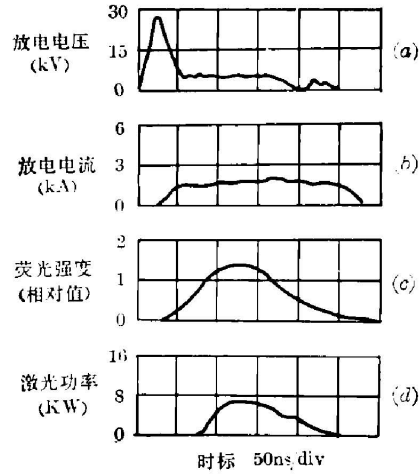 30
放电电压
15
(a)
(kV)
0
6
放电电流
3
(b)
(kA)
0
2
荧光强度
1
(c)
(相对值)
0
16
激光功率
8
(d)
(KW)
0
时标 50ns/div